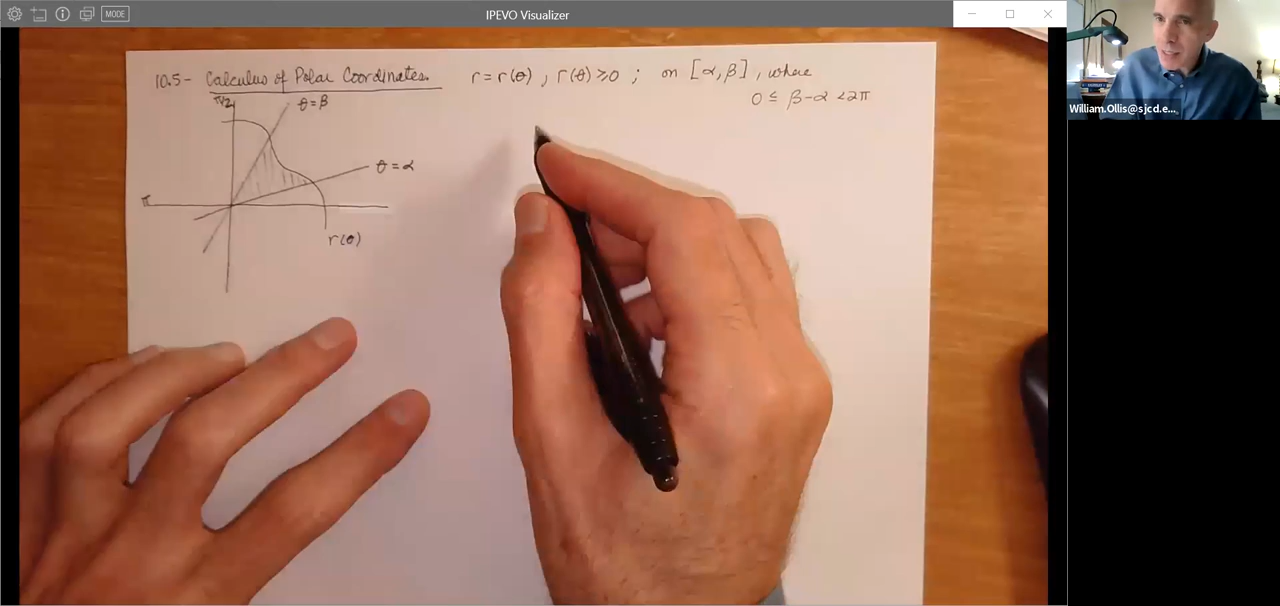 IPEVO Visualizer
MODE
10.5- Calculus of Polar Coordinates.
r = r(θ) , r(θ) >0 ; on [α, β] , where
0 ≤ β-α <2π
π/2
θ=β
θ = α
π
r(θ)
William.Ollis@sjcd.e...